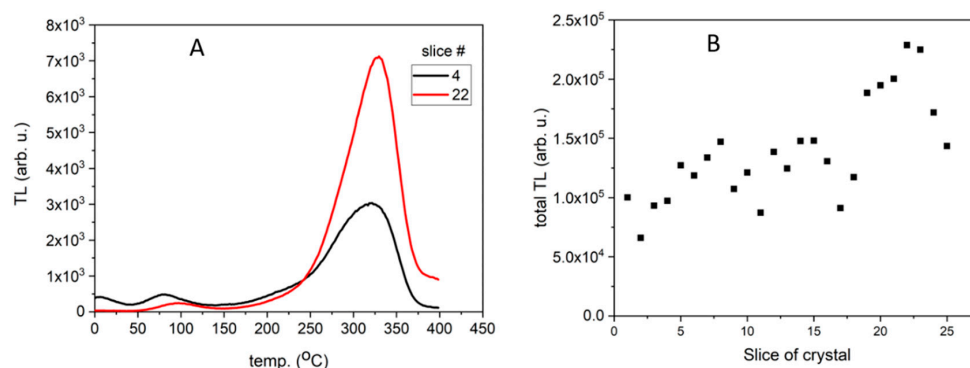 A
slice #
4
22
8x10³
7x10³
6x10³
5x10³
4x10³
3x10³
2x10³
1x10³
0
TL (arb. u.)
0 50 100 150 200 250 300 350 400 450
temp. (°C)
B
2.5x10⁵
2.0x10⁵
1.5x10⁵
1.0x10⁵
5.0x10⁴
total TL (arb. u.)
0 5 10 15 20 25
Slice of crystal